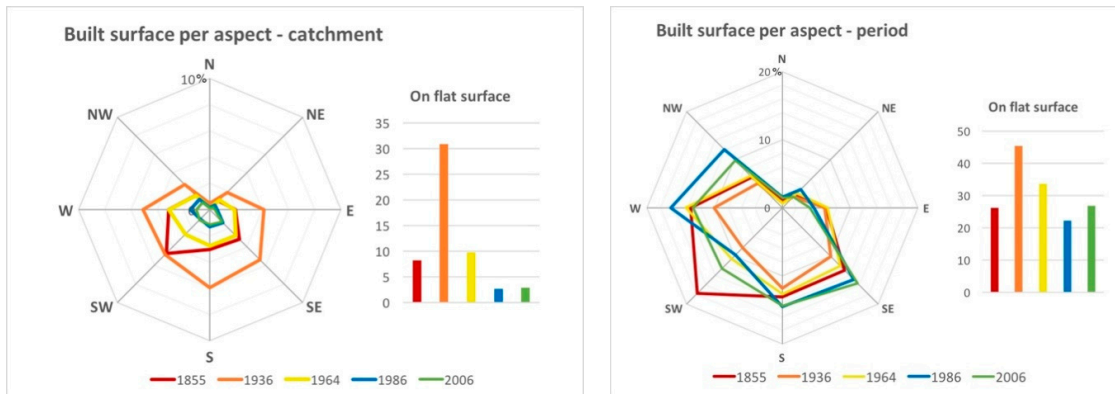 Built surface per aspect - catchment
N
10%
NW
NE
On flat surface
35
30
25
20
15
10
5
0
W
E
SW
SE
S
1855 1936 1964 1986 2006
Built surface per aspect - period
N
20%
NW
NE
10
On flat surface
50
40
30
20
10
0
W
0
E
SW
SE
S
1855 1936 1964 1986 2006